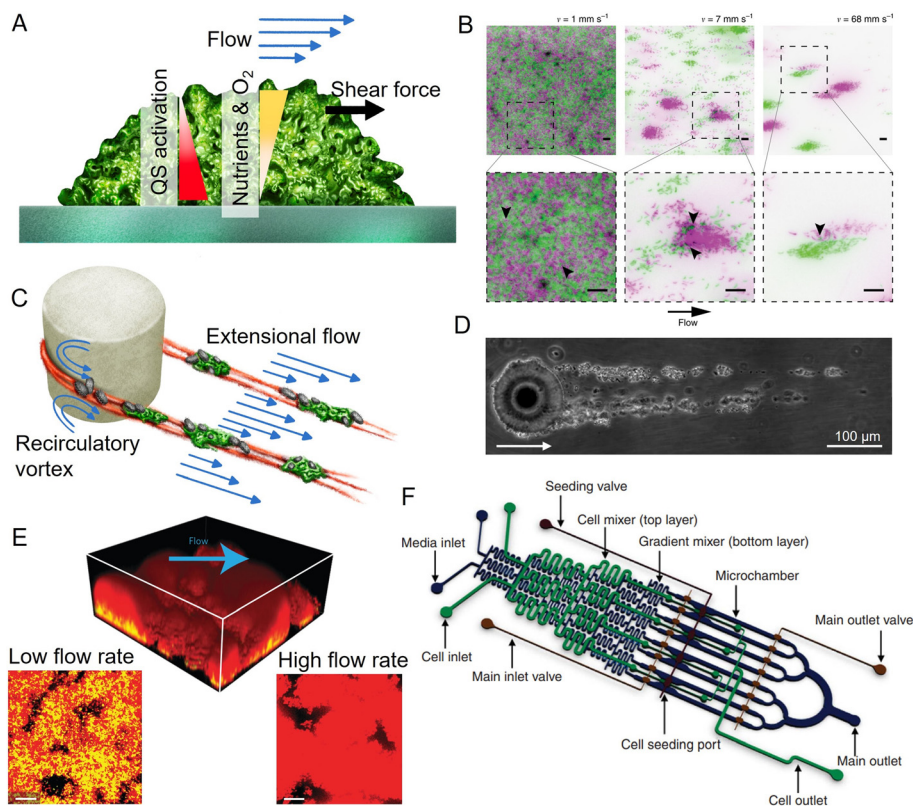 A
Flow
Shear force
QS activation
Nutrients & O₂
B
v = 1 mm s⁻¹
v = 7 mm s⁻¹
v = 68 mm s⁻¹
Flow
C
Extensional flow
Recirculatory
vortex
D
100 µm
E
Flow
Low flow rate
High flow rate
F
Seeding valve
Cell mixer (top layer)
Media inlet
Gradient mixer (bottom layer)
Microchamber
Main outlet valve
Cell inlet
Main inlet valve
Cell seeding port
Main outlet
Cell outlet